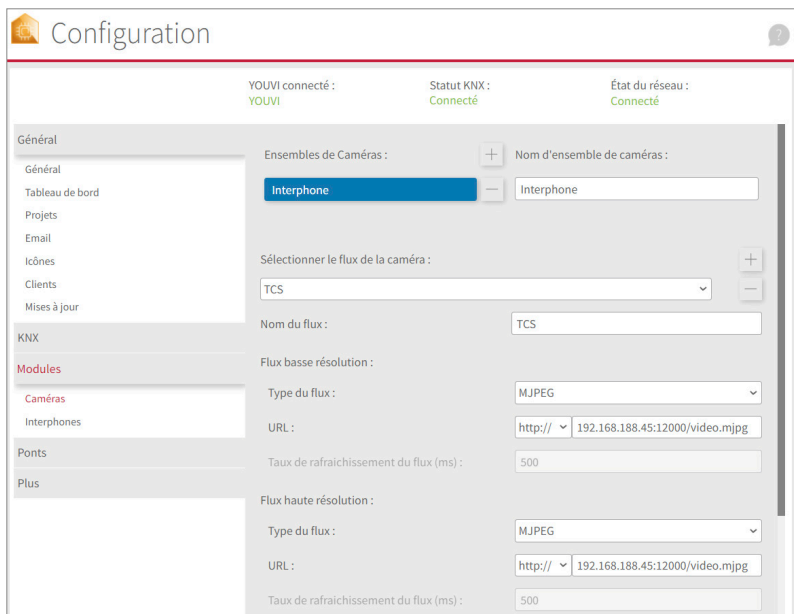 Configuration
?
YOUVI connecté :
YOUVI
Statut KNX :
Connecté
État du réseau :
Connecté
Général
Général
Tableau de bord
Projets
Email
Icônes
Clients
Mises à jour
KNX
Modules
Caméras
Interphones
Ponts
Plus
Ensembles de Caméras :
Nom d'ensemble de caméras :
Interphone
Interphone
Sélectionner le flux de la caméra :
TCS
Nom du flux :
TCS
Flux basse résolution :
Type du flux :
MJPEG
URL :
http://
192.168.188.45:12000/video.mjpg
Taux de rafraichissement du flux (ms) :
500
Flux haute résolution :
Type du flux :
MJPEG
URL :
http://
192.168.188.45:12000/video.mjpg
Taux de rafraichissement du flux (ms) :
500